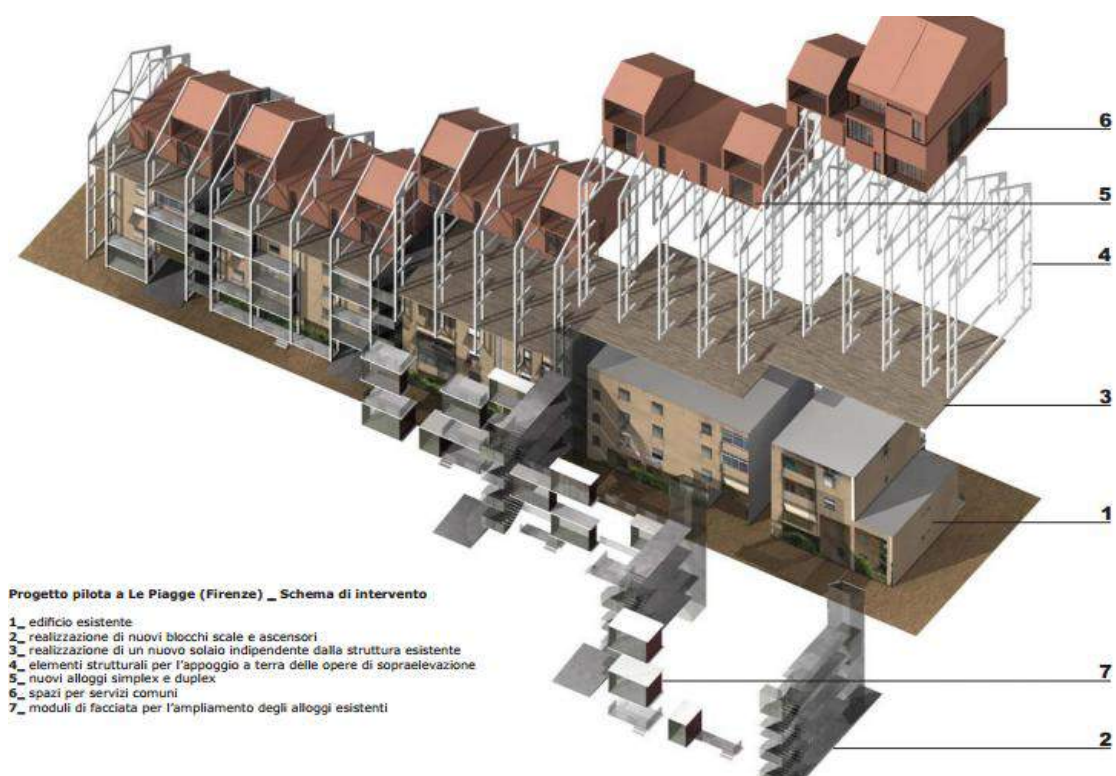 6
5
4
3
1
7
2
Progetto pilota a Le Piagge (Firenze) _ Schema di intervento
1_ edificio esistente
2_ realizzazione di nuovi blocchi scale e ascensori
3_ realizzazione di un nuovo solaio indipendente dalla struttura esistente
4_ elementi strutturali per l'appoggio a terra delle opere di sopraelevazione
5_ nuovi alloggi simplex e duplex
6_ spazi per servizi comuni
7_ moduli di facciata per l'ampliamento degli alloggi esistenti